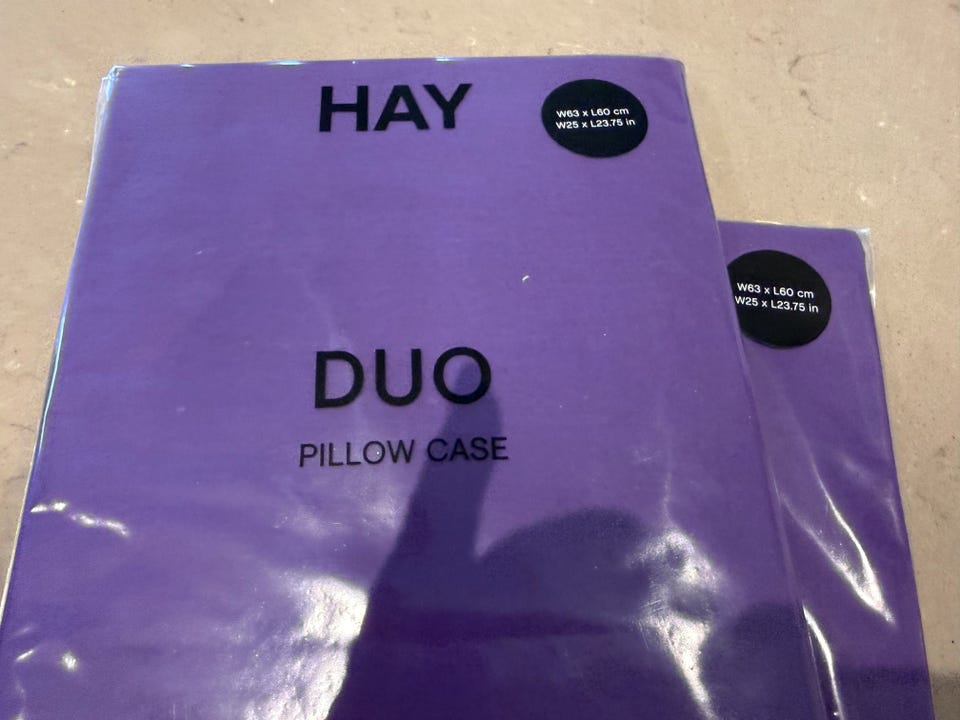 HAY
W63 x L60 cm
W25 x L23.75 in
DUO
PILLOW CASE
W63 x L60 cm
W25 x L23.75 in